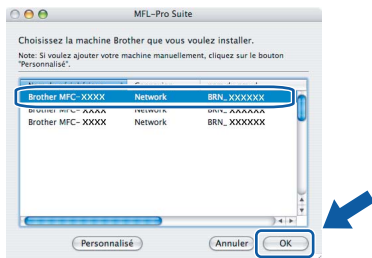 MFL-Pro Suite
Choisissez la machine Brother que vous voulez installer.
Note: Si voulez ajouter votre machine manuellement, cliquez sur le bouton
"Personnalisé".
Brother MFC-XXXX Network BRN_XXXXXX
Brother MFC-XXXX Network BRN_XXXXXX
Brother MFC-XXXX Network BRN_XXXXXX
Personnalisé Annuler OK